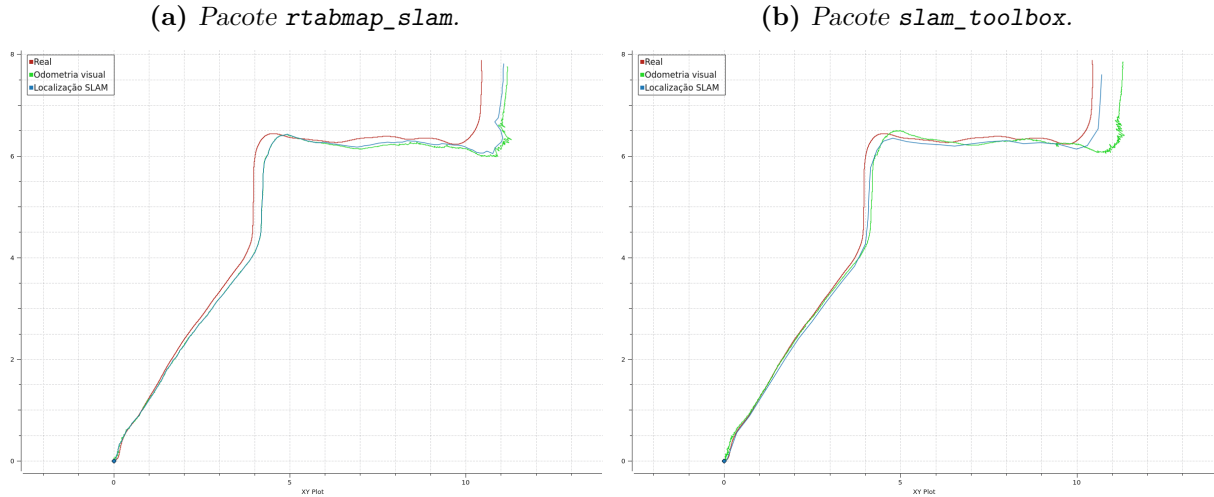 (a) Pacote rtabmap_slam.
8
Real
Odometria visual
Localização SLAM
6
4
2
0
0
5
10
XY Plot
(b) Pacote slam_toolbox.
8
Real
Odometria visual
Localização SLAM
6
4
2
0
0
5
10
XY Plot